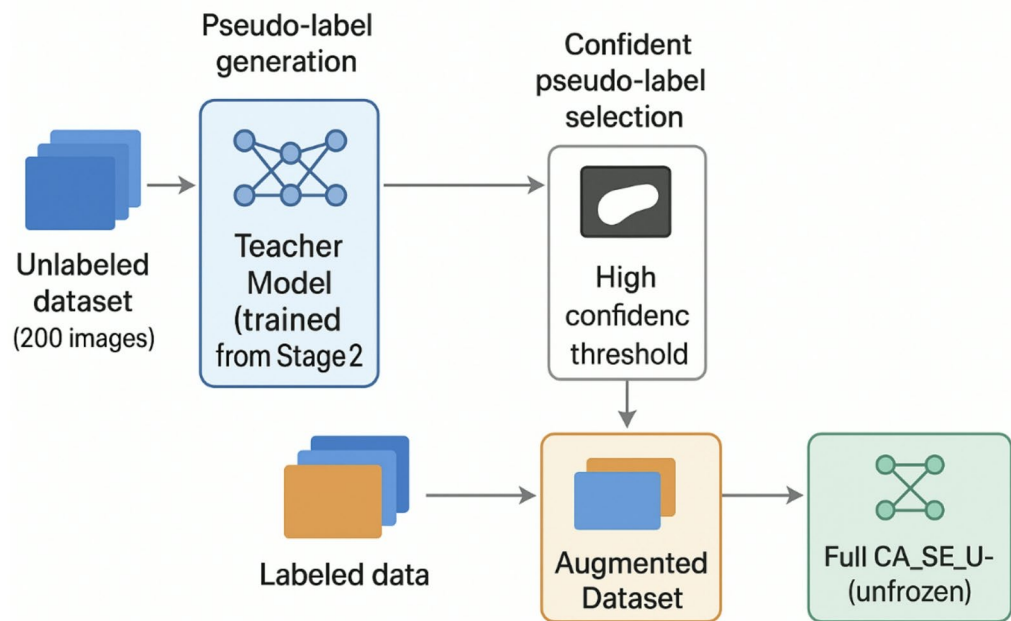 Pseudo-label
generation
Confident
pseudo-label
selection
Unlabeled
dataset
(200 images)
Teacher
Model
(trained
from Stage 2
High
confidenc
threshold
Labeled data
Augmented
Dataset
Full CA_SE_U-
(unfrozen)